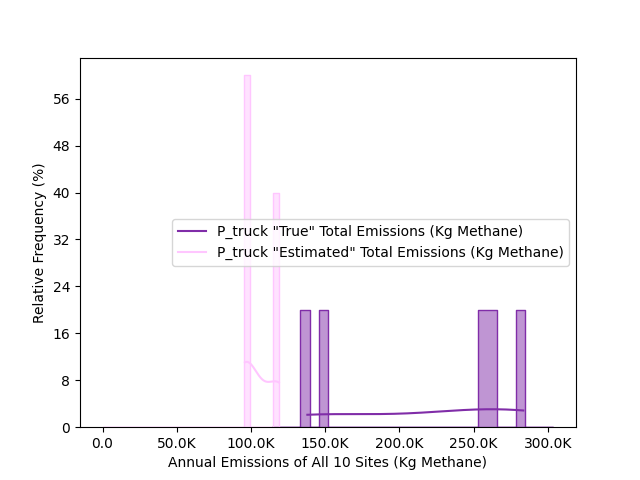 56
48
40
32
24
16
8
0
Relative Frequency (%)
P_truck "True" Total Emissions (Kg Methane)
P_truck "Estimated" Total Emissions (Kg Methane)
0.0 50.0K 100.0K 150.0K 200.0K 250.0K 300.0K
Annual Emissions of All 10 Sites (Kg Methane)